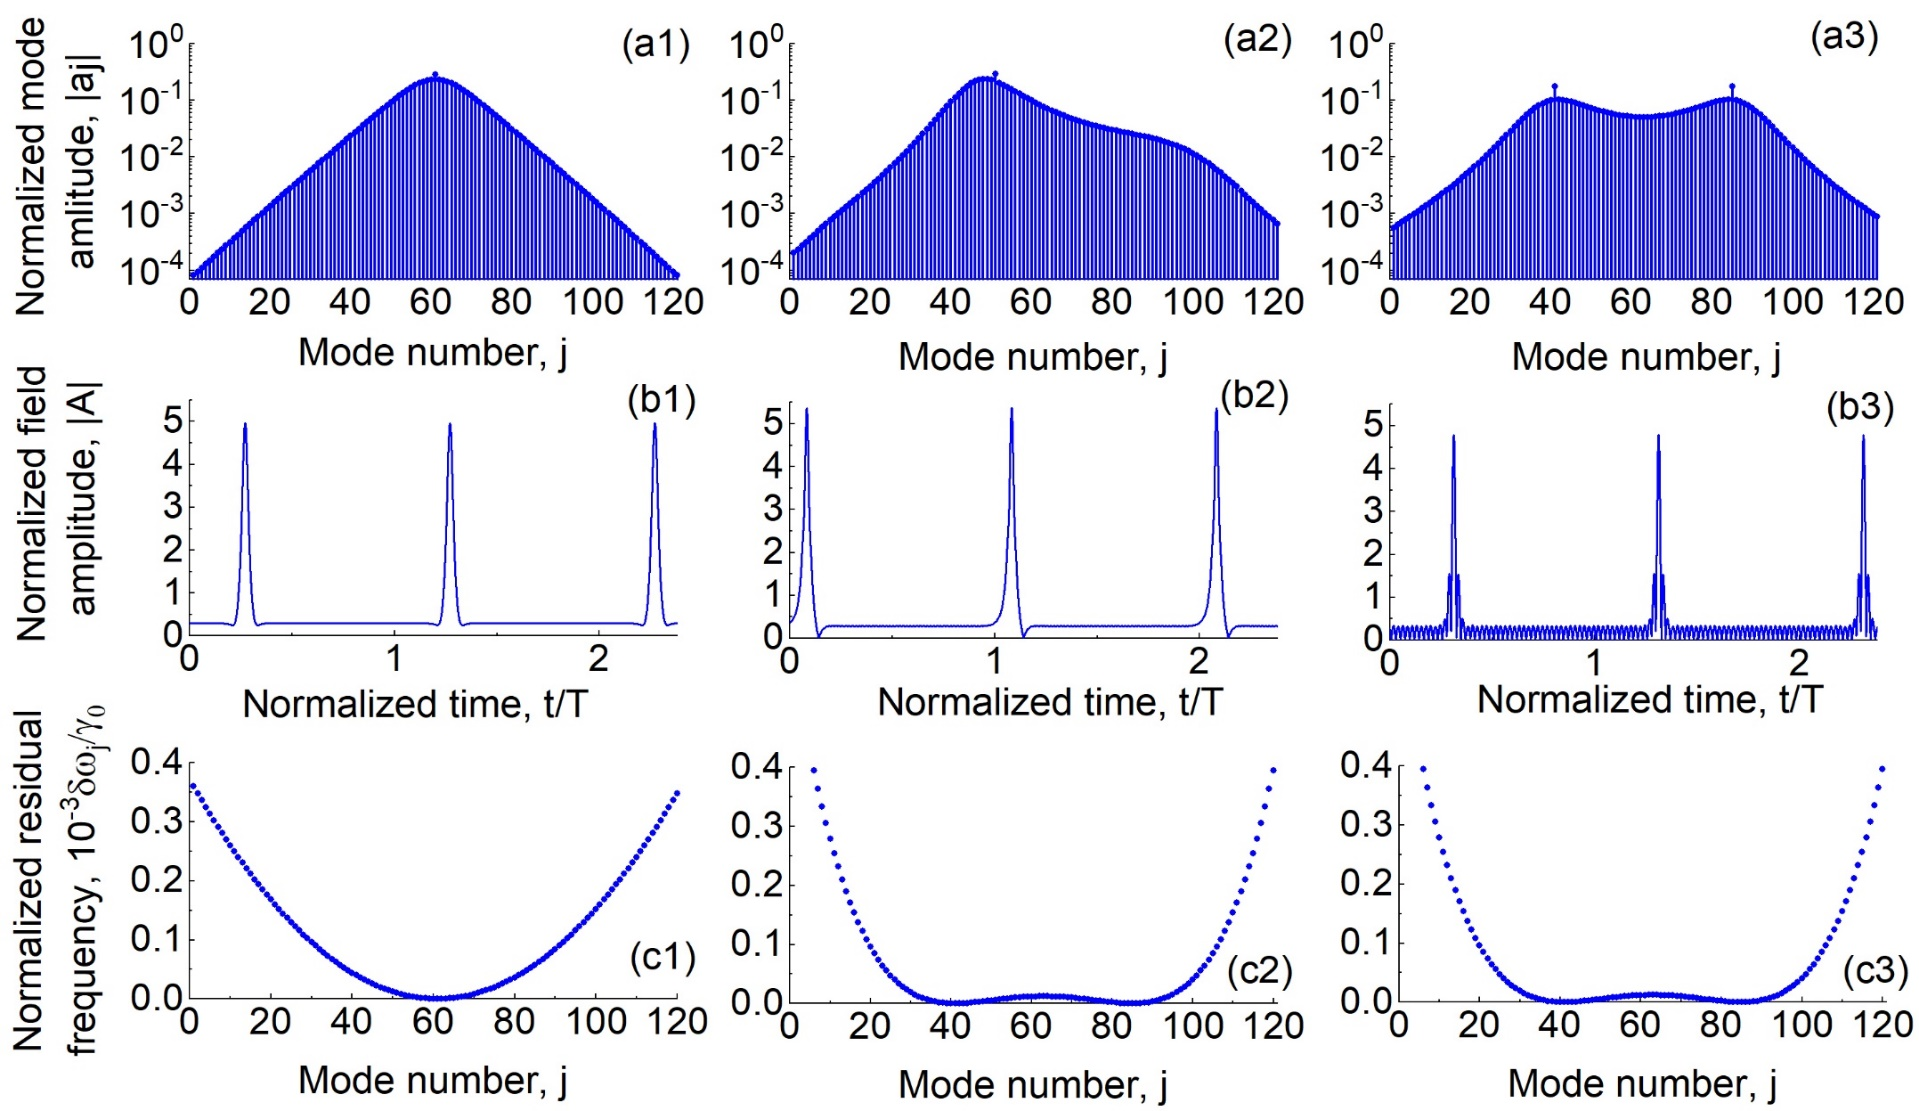 Normalized mode
amlitude, |aj|
(a1)
10⁰
10⁻¹
10⁻²
10⁻³
10⁻⁴
0 20 40 60 80 100 120
Mode number, j
(a2)
10⁰
10⁻¹
10⁻²
10⁻³
10⁻⁴
0 20 40 60 80 100 120
Mode number, j
(a3)
10⁰
10⁻¹
10⁻²
10⁻³
10⁻⁴
0 20 40 60 80 100 120
Mode number, j
Normalized field
amplitude, |A|
(b1)
5
4
3
2
1
0
0 1 2
Normalized time, t/T
(b2)
5
4
3
2
1
0
0 1 2
Normalized time, t/T
(b3)
5
4
3
2
1
0
0 1 2
Normalized time, t/T
Normalized residual
frequency, 10⁻³δω_j/γ₀
0.4
0.3
0.2
0.1
0.0
(c1)
0 20 40 60 80 100 120
Mode number, j
0.4
0.3
0.2
0.1
0.0
(c2)
0 20 40 60 80 100 120
Mode number, j
0.4
0.3
0.2
0.1
0.0
(c3)
0 20 40 60 80 100 120
Mode number, j